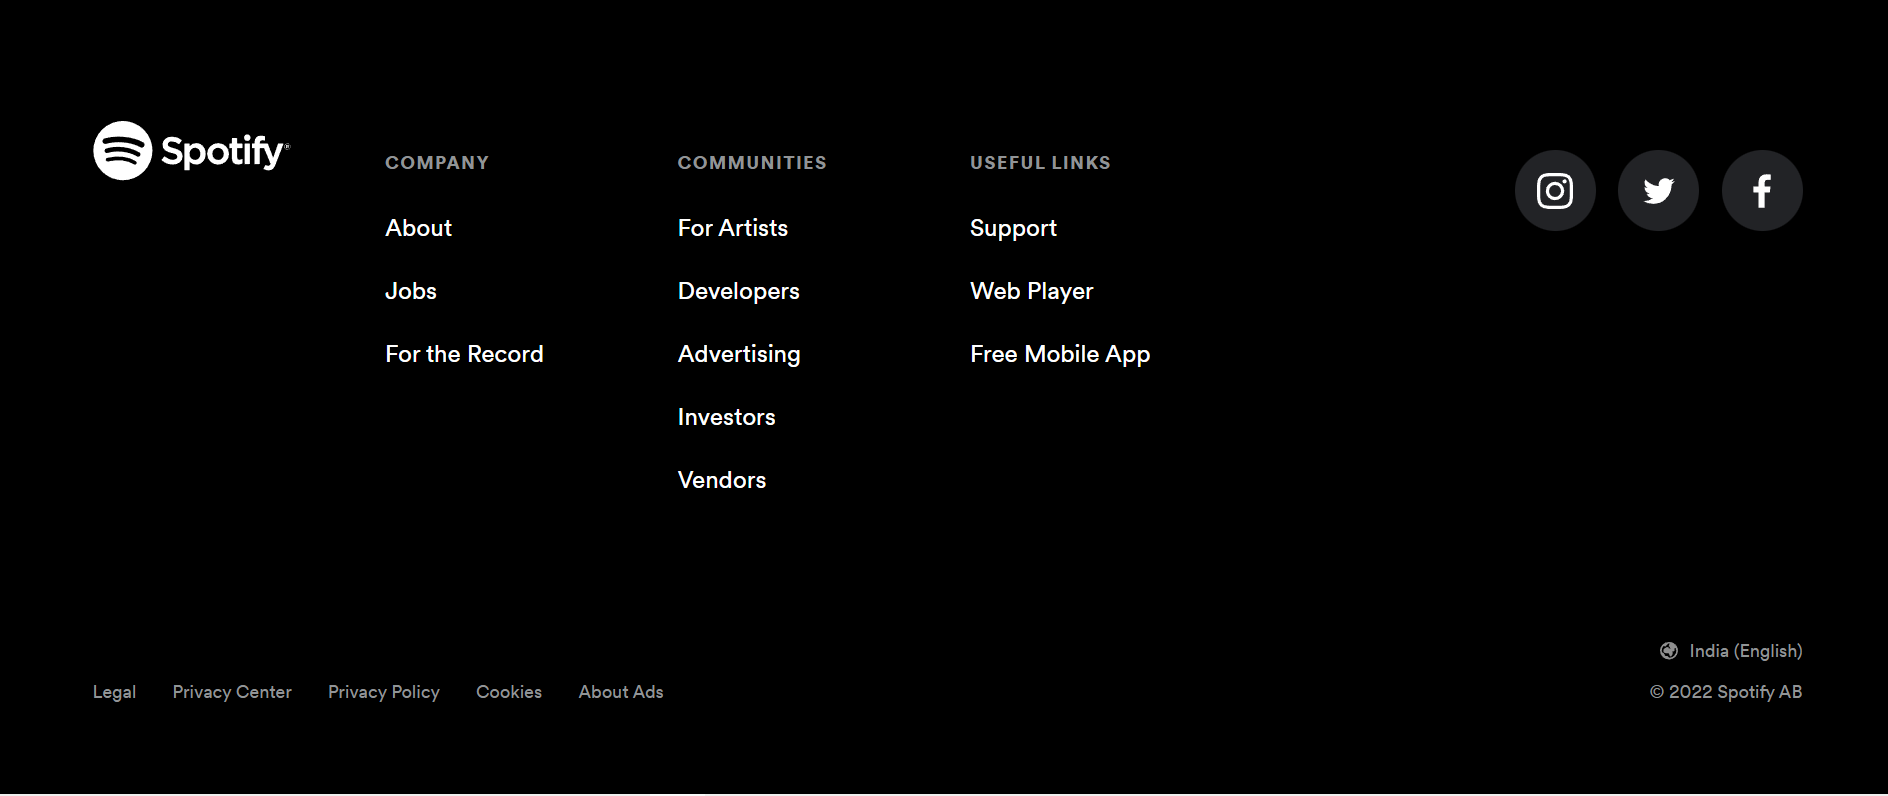 Spotify®
COMPANY
About
Jobs
For the Record
COMMUNITIES
For Artists
Developers
Advertising
Investors
Vendors
USEFUL LINKS
Support
Web Player
Free Mobile App
India (English)
Legal Privacy Center Privacy Policy Cookies About Ads
© 2022 Spotify AB